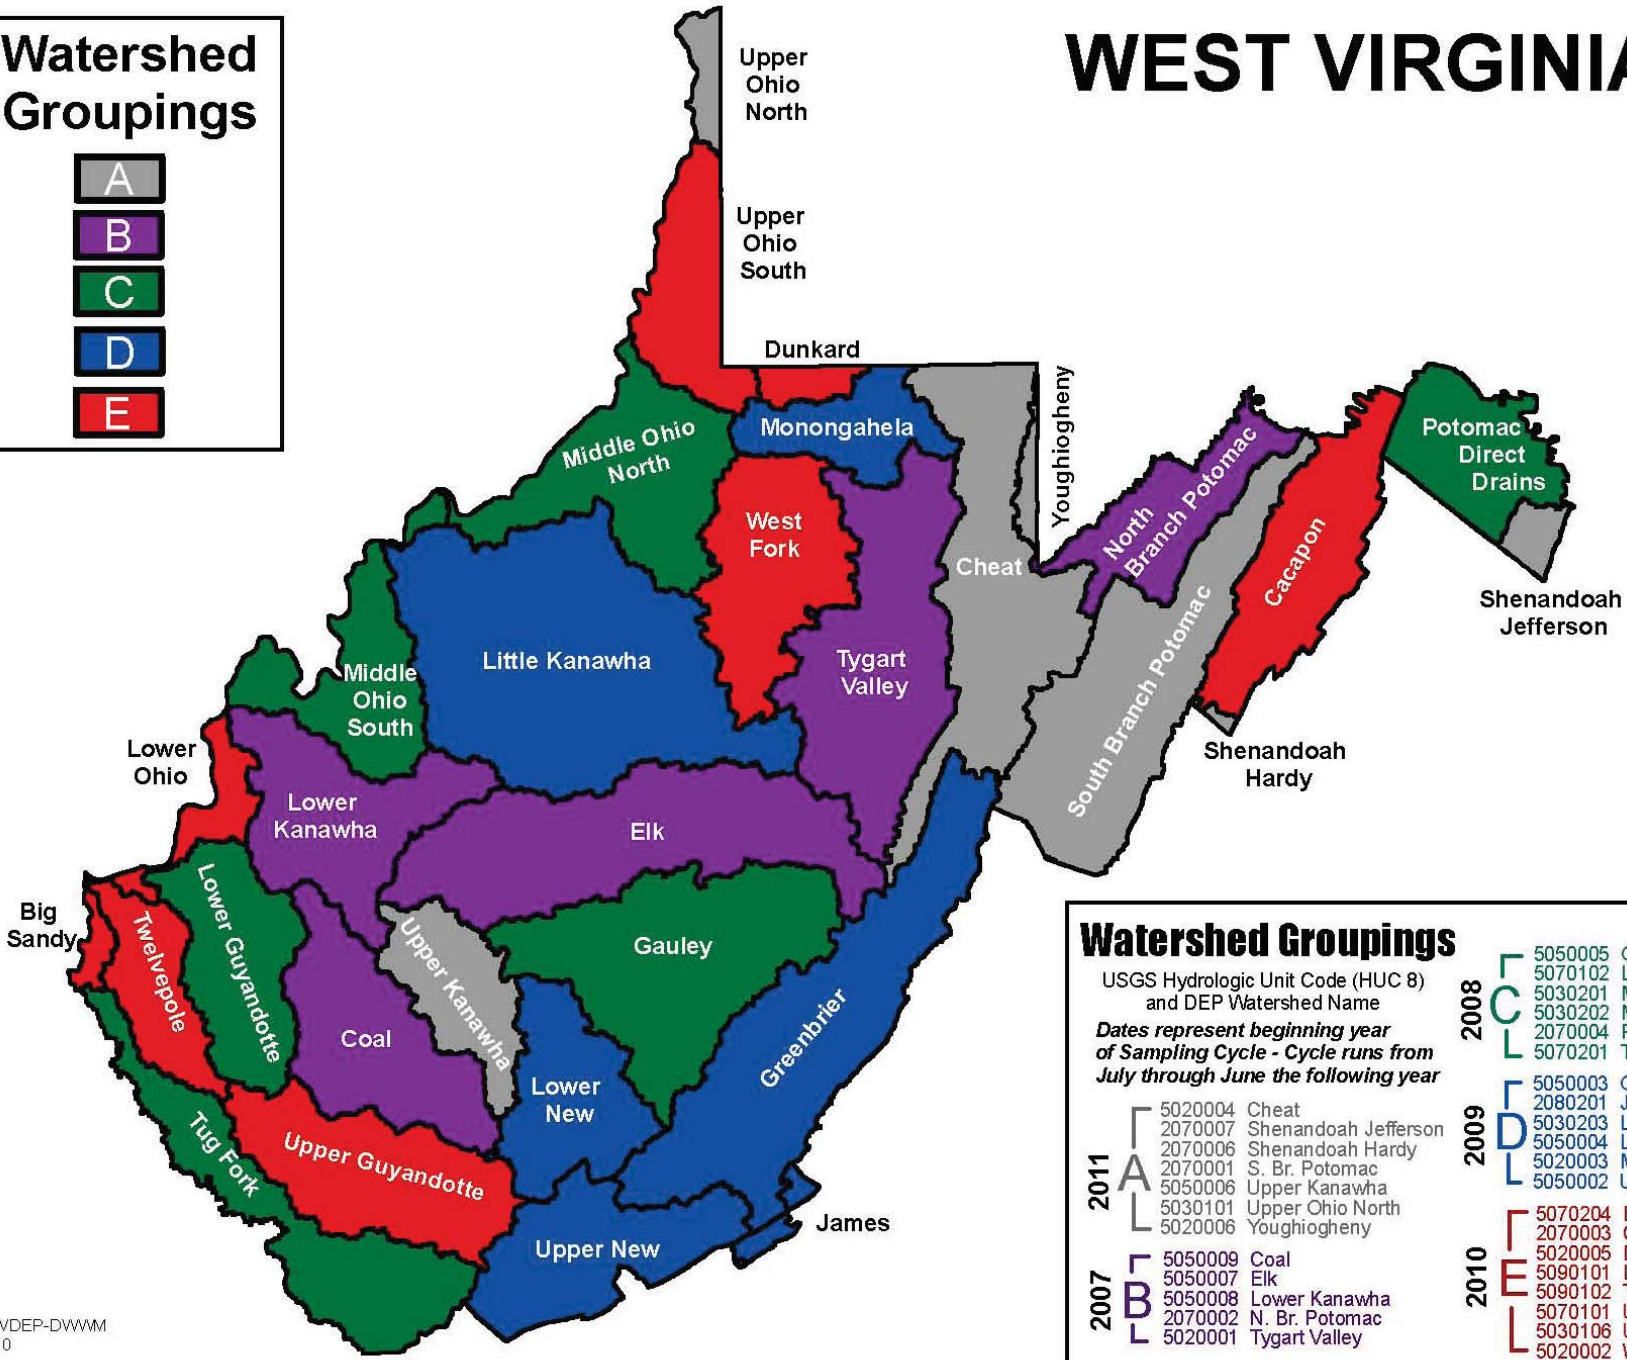 Watershed
Groupings
A
B
C
D
E
WEST VIRGINIA
Upper
Ohio
North
Upper
Ohio
South
Dunkard
Youghiogheny
Monongahela
Middle Ohio
North
West
Fork
Cheat
North
Branch Potomac
South Branch Potomac
Cacapon
Potomac
Direct
Drains
Shenandoah
Jefferson
Shenandoah
Hardy
Middle
Ohio
South
Little Kanawha
Tygart
Valley
Lower
Ohio
Lower
Kanawha
Elk
Big
Sandy
Twelvepole
Lower Guyandotte
Upper Kanawha
Gauley
Coal
Greenbrier
Lower
New
Tug Fork
Upper Guyandotte
Upper New
James
VDEP-DWWM
0
Watershed Groupings
USGS Hydrologic Unit Code (HUC 8)
and DEP Watershed Name
Dates represent beginning year
of Sampling Cycle - Cycle runs from
July through June the following year
2011
A
5020004 Cheat
2070007 Shenandoah Jefferson
2070006 Shenandoah Hardy
2070001 S. Br. Potomac
5050006 Upper Kanawha
5030101 Upper Ohio North
5020006 Youghiogheny
2007
B
5050009 Coal
5050007 Elk
5050008 Lower Kanawha
2070002 N. Br. Potomac
5020001 Tygart Valley
2008
C
5050005
5070102
5030201
5030202
2070004
5070201
2009
D
5050003
2080201
5030203
5050004
5020003
5050002
2010
E
5070204
2070003
5020005
5090101
5090102
5070101
5030106
5020002